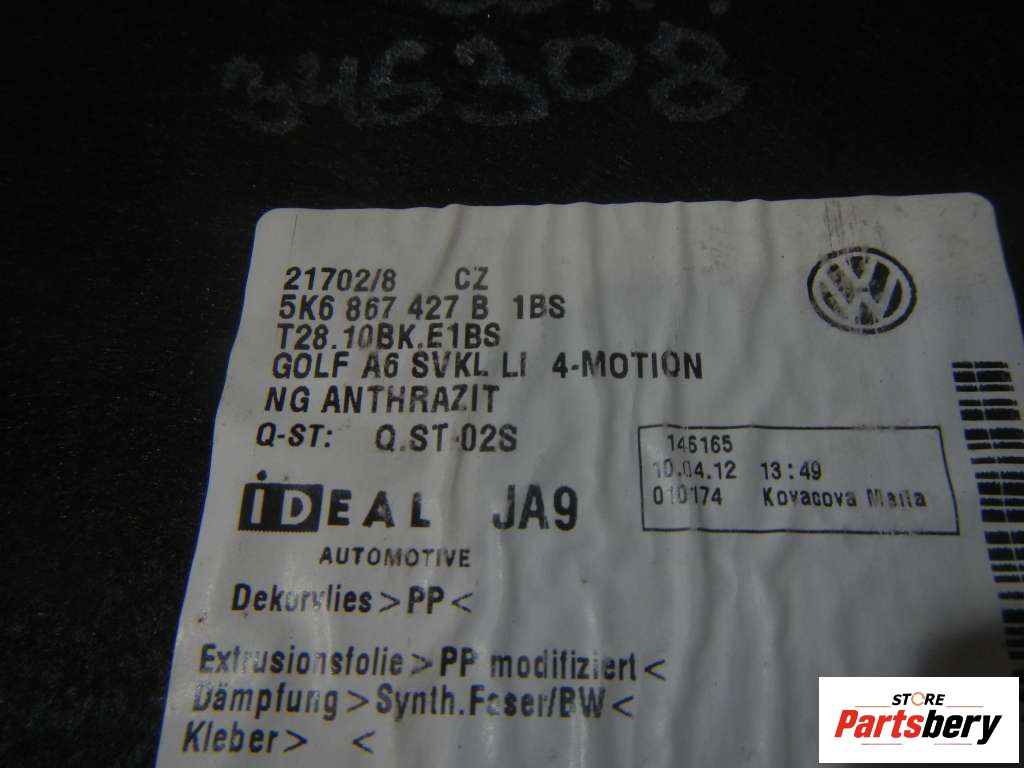 345308
21702/8 CZ
5K6 867 427 B 1BS
T28.10BK.E1BS
GOLF A6 SVKL LI 4-MOTION
NG ANTHRAZIT
Q-ST: Q.ST-02S
146165
10.04.12 13:49
010174 Kovacova Maria
iDEAL JA9
AUTOMOTIVE
Dekorvlies>PP<
Extrusionsfolie>PP modifiziert<
Dämpfung>Synth.Faser/BW<
Kleber> <
STORE
Partsbery